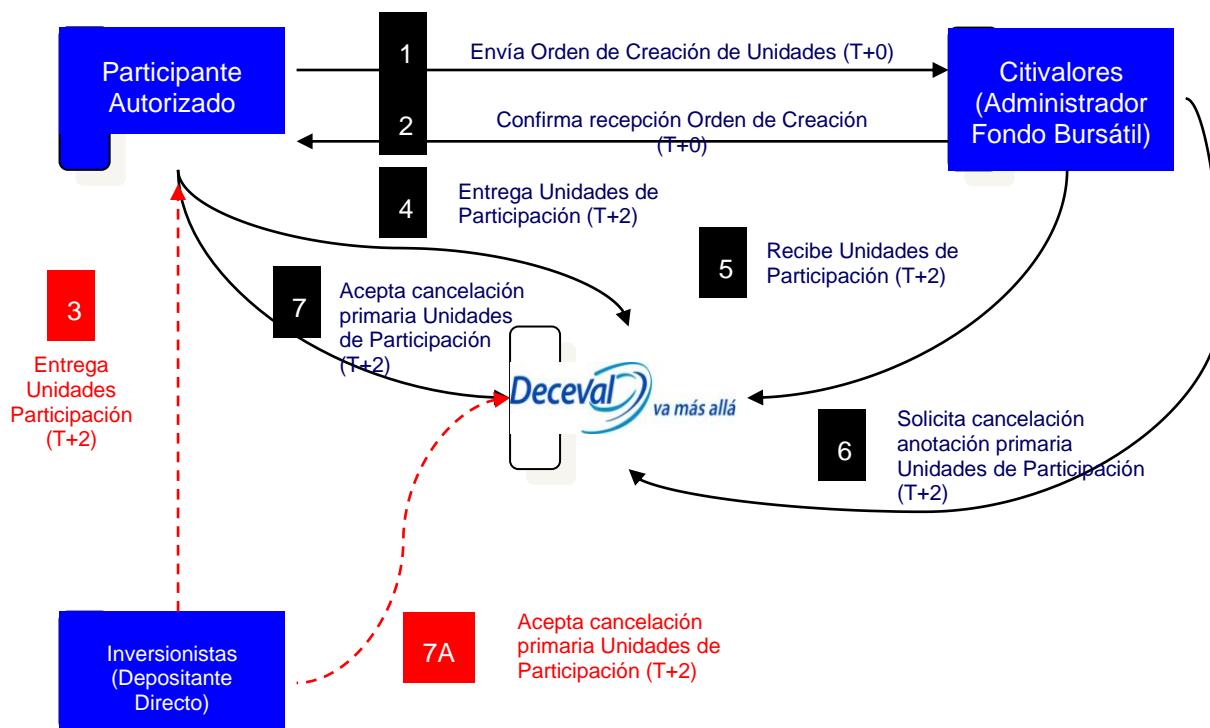 Participante
Autorizado
1
Envía Orden de Creación de Unidades (T+0)
Citivalores
(Administrador
Fondo Bursátil)
2
Confirma recepción Orden de Creación
(T+0)
4
Entrega Unidades de
Participación (T+2)
5
Recibe Unidades de
Participación (T+2)
3
Entrega
Unidades
Participación
(T+2)
7
Acepta cancelación
primaria Unidades
de Participación
(T+2)
Deceval
va más allá
6
Solicita cancelación
anotación primaria
Unidades de Participación
(T+2)
Inversionistas
(Depositante
Directo)
7A
Acepta cancelación
primaria Unidades de
Participación (T+2)